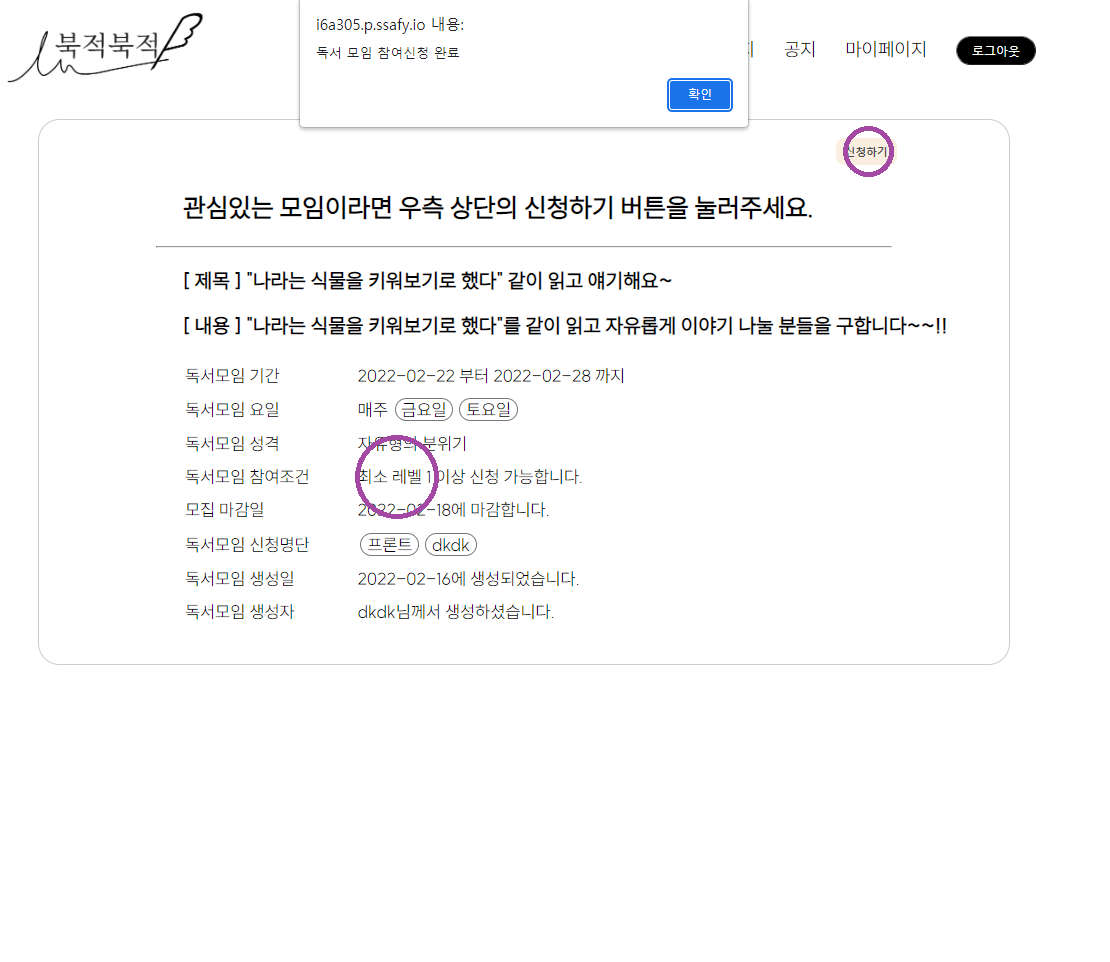 i6a305.p.ssafy.io 내용:
독서 모임 참여신청 완료
확인
북적북적
공지 마이페이지 로그아웃
신청하기
관심있는 모임이라면 우측 상단의 신청하기 버튼을 눌러주세요.
[ 제목 ] "나라는 식물을 키워보기로 했다" 같이 읽고 얘기해요~
[ 내용 ] "나라는 식물을 키워보기로 했다"를 같이 읽고 자유롭게 이야기 나눌 분들을 구합니다~~!!
독서모임 기간 2022-02-22 부터 2022-02-28 까지
독서모임 요일 매주 금요일 토요일
독서모임 성격 자유형의 분위기
독서모임 참여조건 최소 레벨 1 이상 신청 가능합니다.
모집 마감일 2022-02-18에 마감합니다.
독서모임 신청명단 프론트 dkdk
독서모임 생성일 2022-02-16에 생성되었습니다.
독서모임 생성자 dkdk님께서 생성하셨습니다.